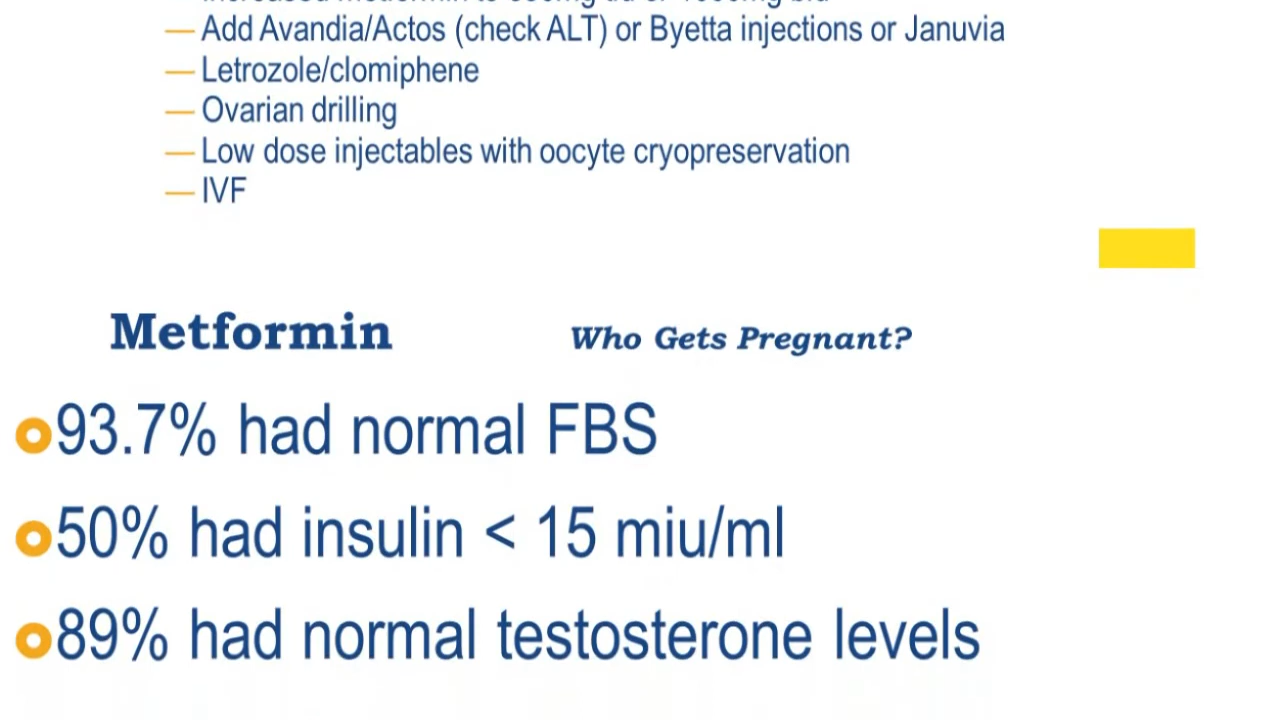 — Add Avandia/Actos (check ALT) or Byetta injections or Januvia
— Letrozole/clomiphene
— Ovarian drilling
— Low dose injectables with oocyte cryopreservation
— IVF
Metformin Who Gets Pregnant?
93.7% had normal FBS
50% had insulin < 15 miu/ml
89% had normal testosterone levels